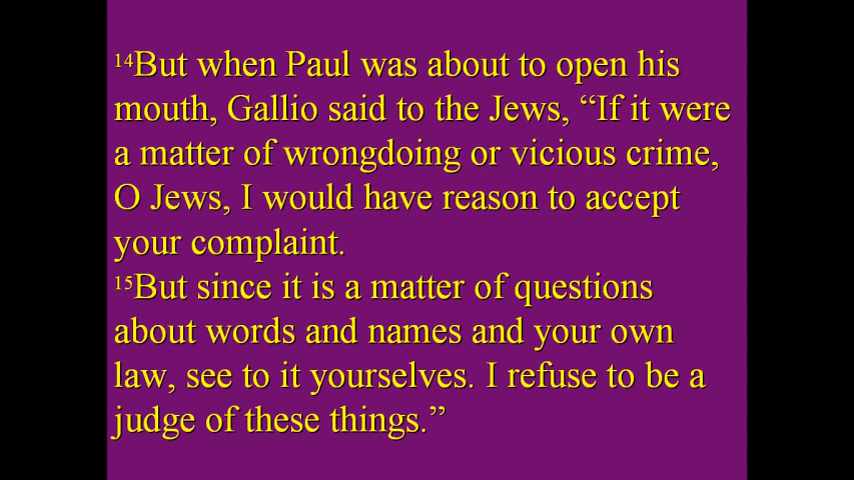 14But when Paul was about to open his
mouth, Gallio said to the Jews, “If it were
a matter of wrongdoing or vicious crime,
O Jews, I would have reason to accept
your complaint.
15But since it is a matter of questions
about words and names and your own
law, see to it yourselves. I refuse to be a
judge of these things.”